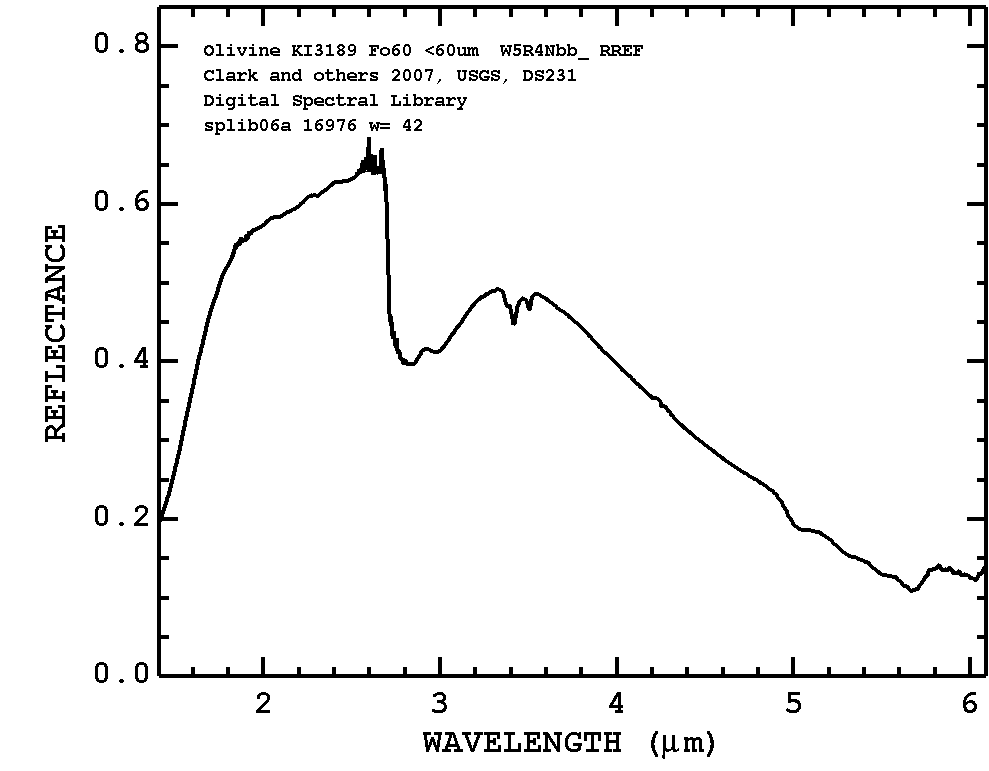 Olivine KI3189 Fo60 <60um W5R4Nbb_ RREF
Clark and others 2007, USGS, DS231
Digital Spectral Library
splib06a 16976 w= 42
0.8
0.6
0.4
0.2
0.0
REFLECTANCE
2 3 4 5 6
WAVELENGTH (μm)